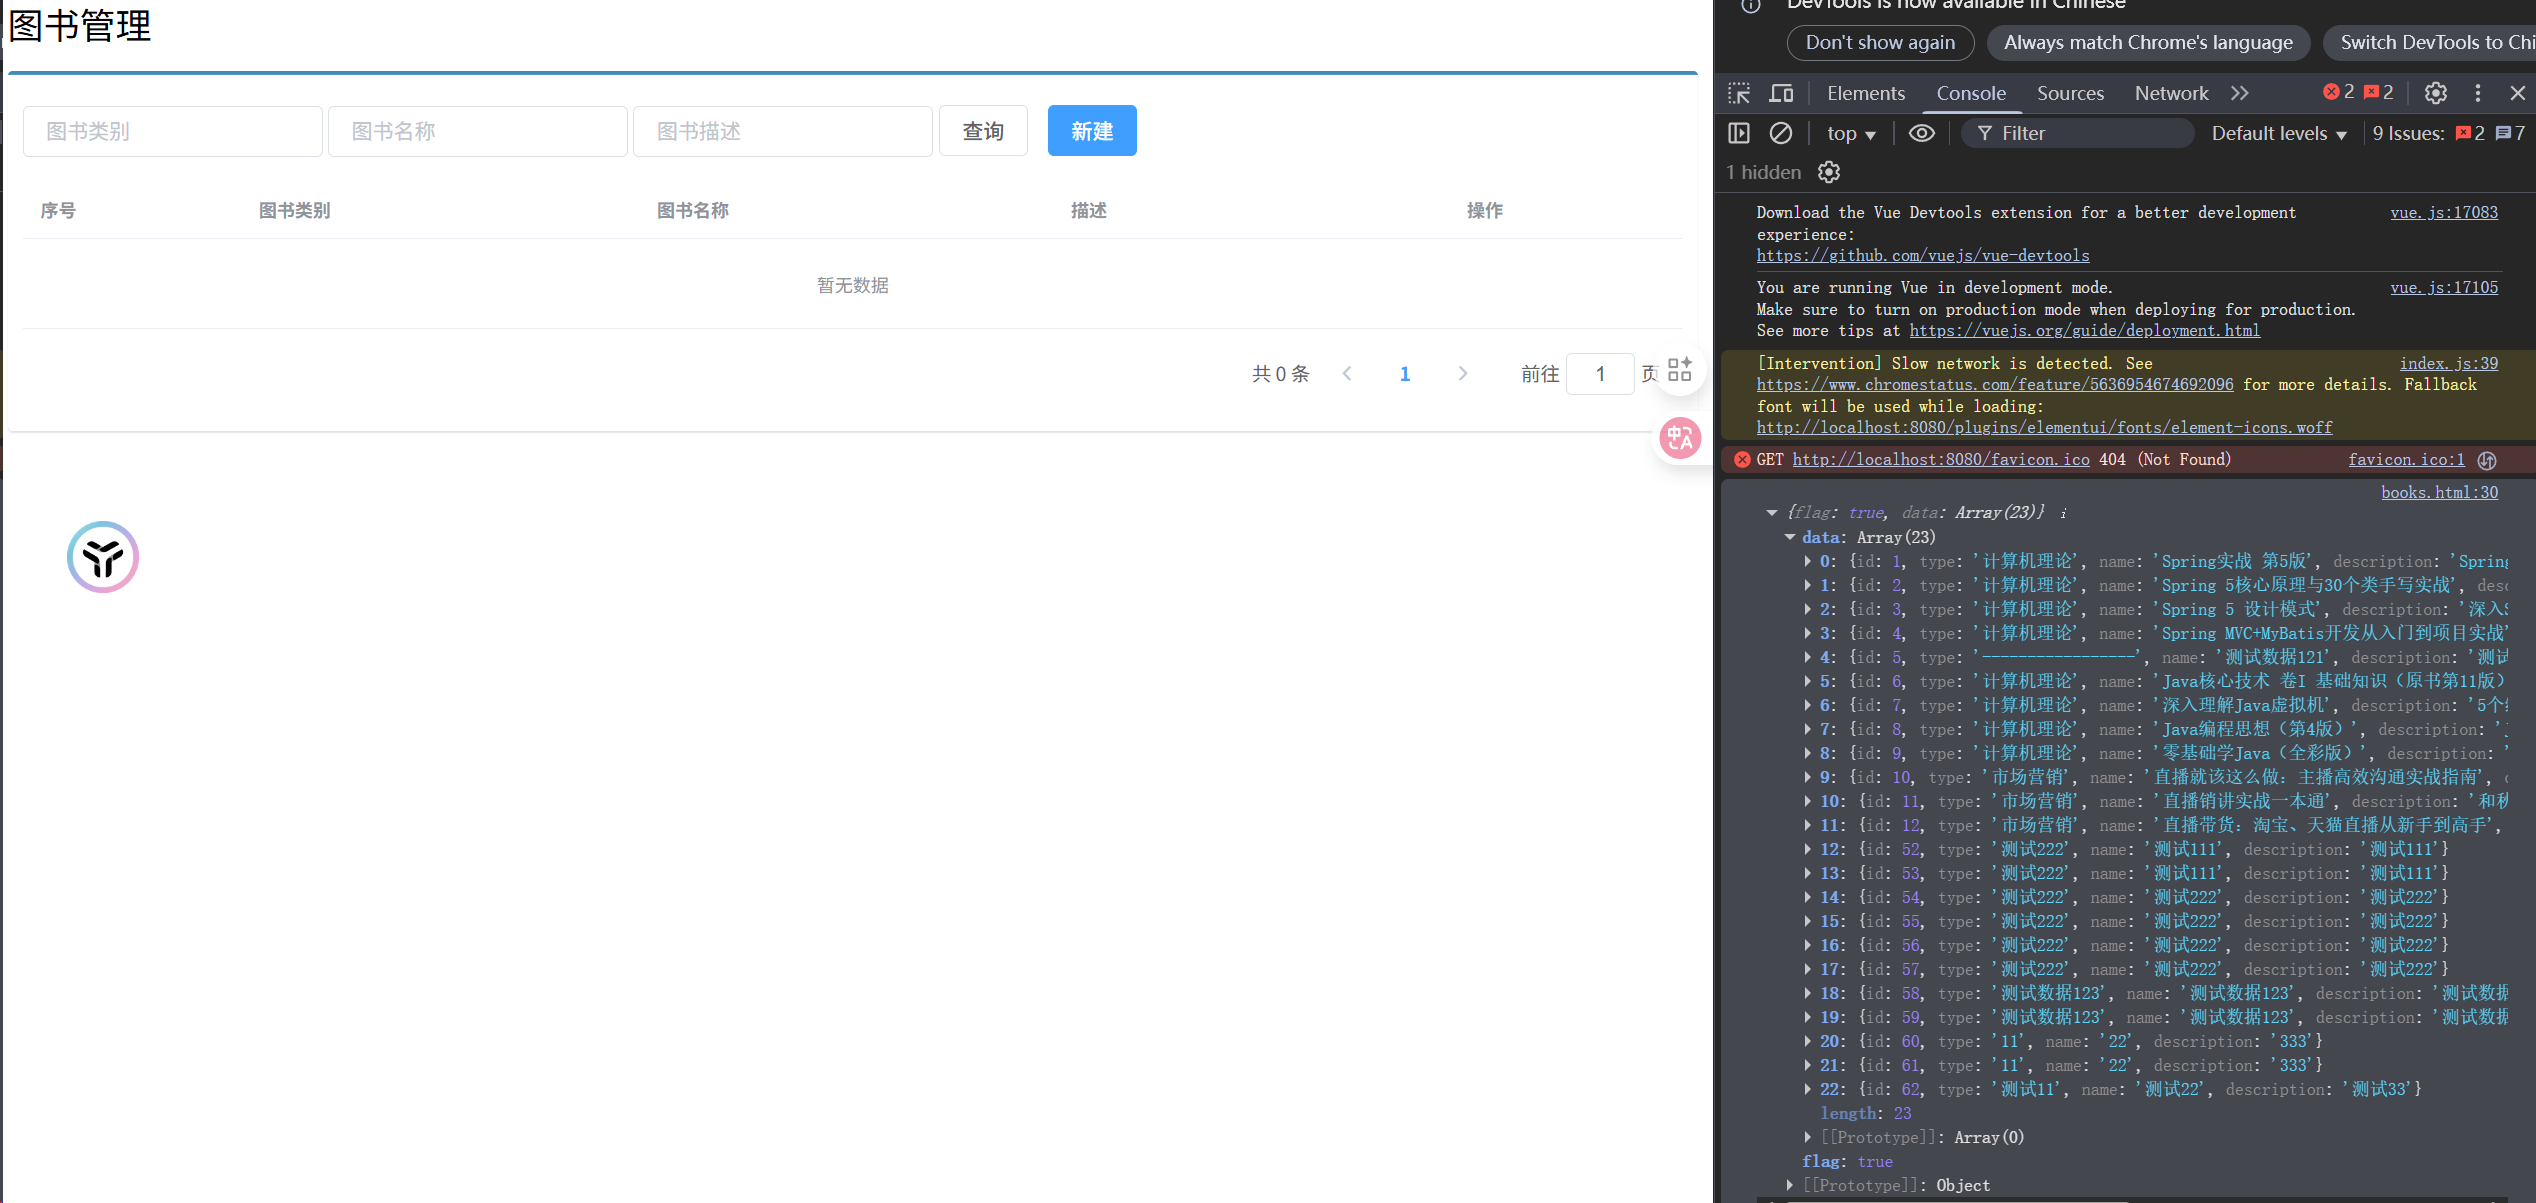 图书管理
图书类别 图书名称 图书描述 查询 新建
序号 图书类别 图书名称 描述 操作
暂无数据
共 0 条 1 前往 1 页
DevTools is now available in Chinese
Don't show again Always match Chrome's language Switch DevTools to Chi
Elements Console Sources Network 2 2
top Filter Default levels 9 Issues: 2 7
1 hidden
Download the Vue Devtools extension for a better development vue.js:17083
experience:
https://github.com/vuejs/vue-devtools
You are running Vue in development mode. vue.js:17105
Make sure to turn on production mode when deploying for production.
See more tips at https://vuejs.org/guide/deployment.html
[Intervention] Slow network is detected. See index.js:39
https://www.chromestatus.com/feature/5636954674692096 for more details. Fallback
font will be used while loading:
http://localhost:8080/plugins/elementui/fonts/element-icons.woff
GET http://localhost:8080/favicon.ico 404 (Not Found) favicon.ico:1
books.html:30
{flag: true, data: Array(23)} i
data: Array(23)
0: {id: 1, type: '计算机理论', name: 'Spring实战 第5版', description: 'Spring
1: {id: 2, type: '计算机理论', name: 'Spring 5核心原理与30个类手写实战', desc
2: {id: 3, type: '计算机理论', name: 'Spring 5 设计模式', description: '深入S
3: {id: 4, type: '计算机理论', name: 'Spring MVC+MyBatis开发从入门到项目实战'
4: {id: 5, type: '-----------------', name: '测试数据121', description: '测试
5: {id: 6, type: '计算机理论', name: 'Java核心技术 卷I 基础知识（原书第11版）
6: {id: 7, type: '计算机理论', name: '深入理解Java虚拟机', description: '5个
7: {id: 8, type: '计算机理论', name: 'Java编程思想（第4版）', description: '
8: {id: 9, type: '计算机理论', name: '零基础学Java（全彩版）', description: '
9: {id: 10, type: '市场营销', name: '直播就该这么做：主播高效沟通实战指南',
10: {id: 11, type: '市场营销', name: '直播销讲实战一本通', description: '和
11: {id: 12, type: '市场营销', name: '直播带货：淘宝、天猫直播从新手到高手',
12: {id: 52, type: '测试222', name: '测试111', description: '测试111'}
13: {id: 53, type: '测试222', name: '测试111', description: '测试111'}
14: {id: 54, type: '测试222', name: '测试222', description: '测试222'}
15: {id: 55, type: '测试222', name: '测试222', description: '测试222'}
16: {id: 56, type: '测试222', name: '测试222', description: '测试222'}
17: {id: 57, type: '测试222', name: '测试222', description: '测试222'}
18: {id: 58, type: '测试数据123', name: '测试数据123', description: '测试数据
19: {id: 59, type: '测试数据123', name: '测试数据123', description: '测试数据
20: {id: 60, type: '11', name: '22', description: '333'}
21: {id: 61, type: '11', name: '22', description: '333'}
22: {id: 62, type: '测试11', name: '测试22', description: '测试33'}
length: 23
[[Prototype]]: Array(0)
flag: true
[[Prototype]]: Object